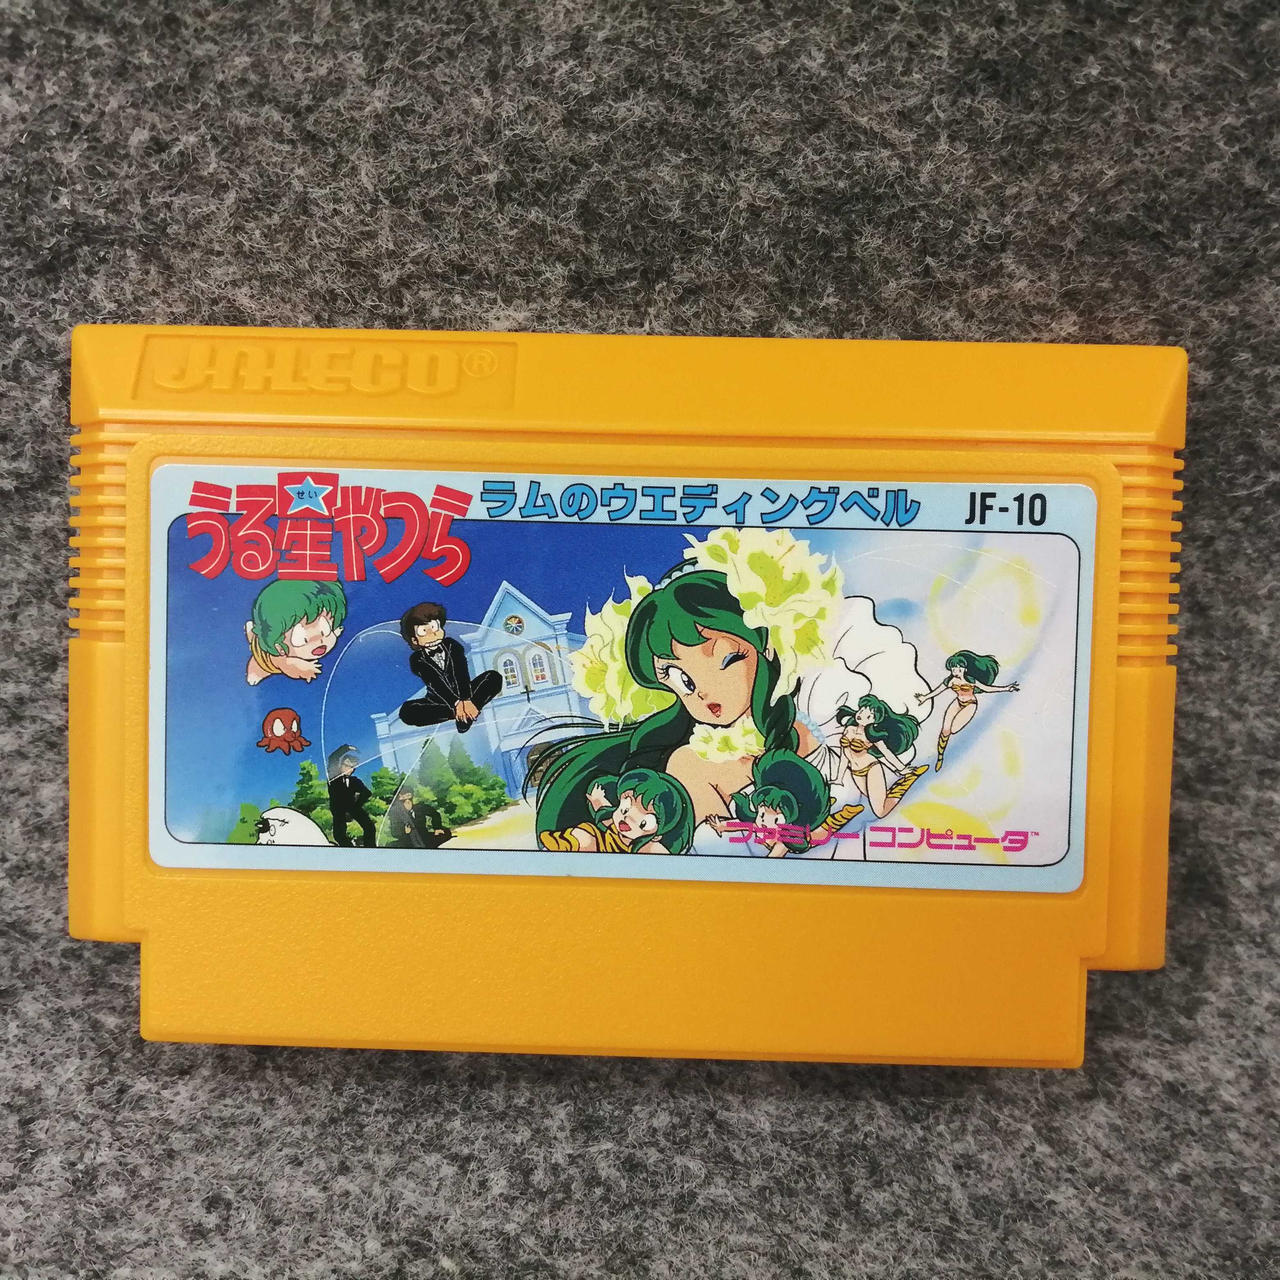 JALECO®
うる星やつら
せい
ラムのウエディングベル
JF-10
ファミリーコンピュータ™